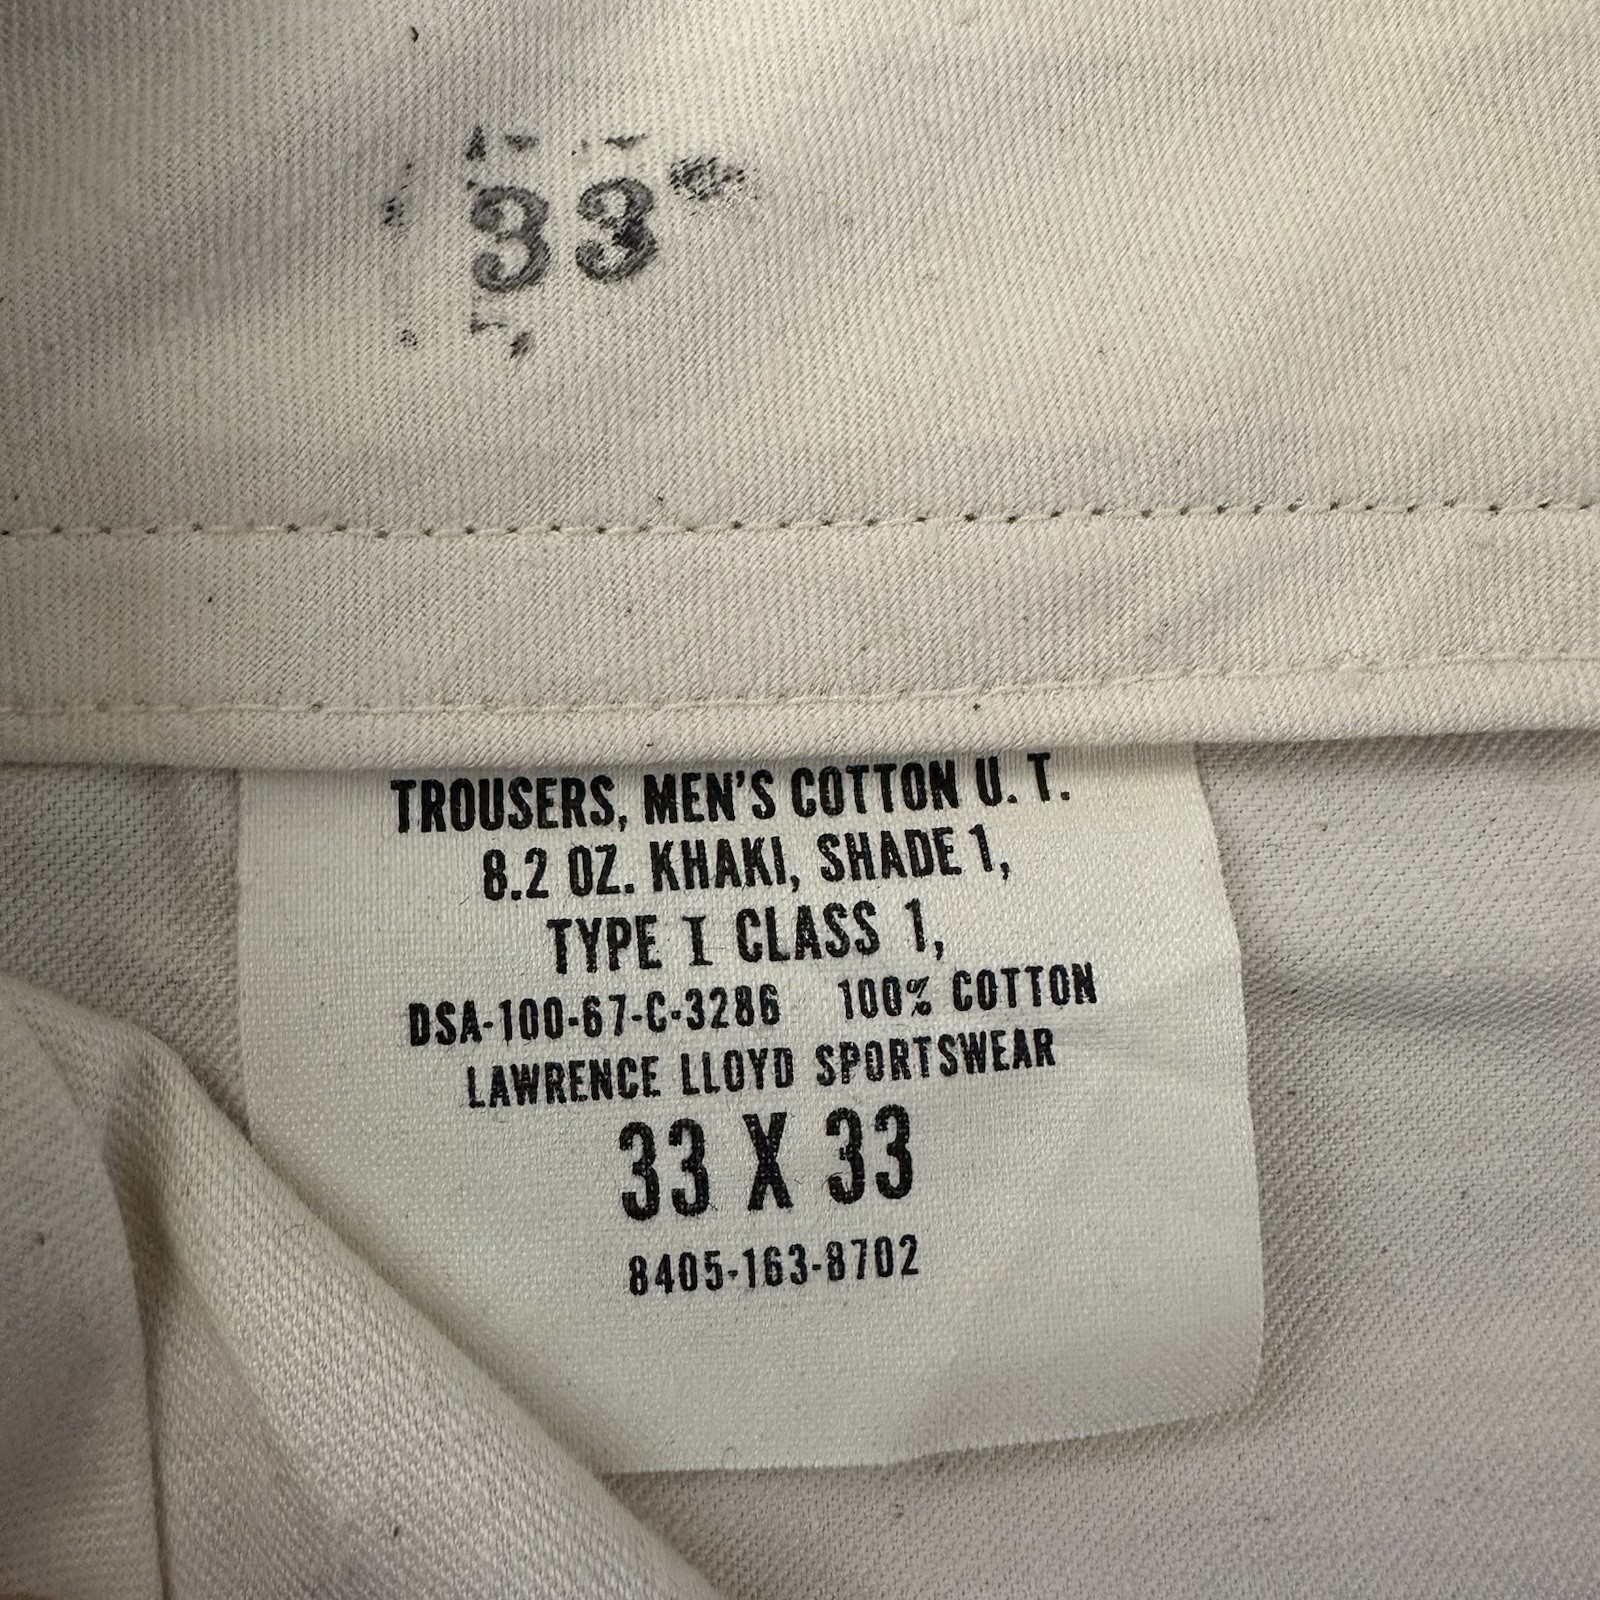 33
TROUSERS, MEN'S COTTON U. T.
8.2 OZ. KHAKI, SHADE 1,
TYPE I CLASS 1,
DSA-100-67-C-3286 100% COTTON
LAWRENCE LLOYD SPORTSWEAR
33 X 33
8405-163-8702